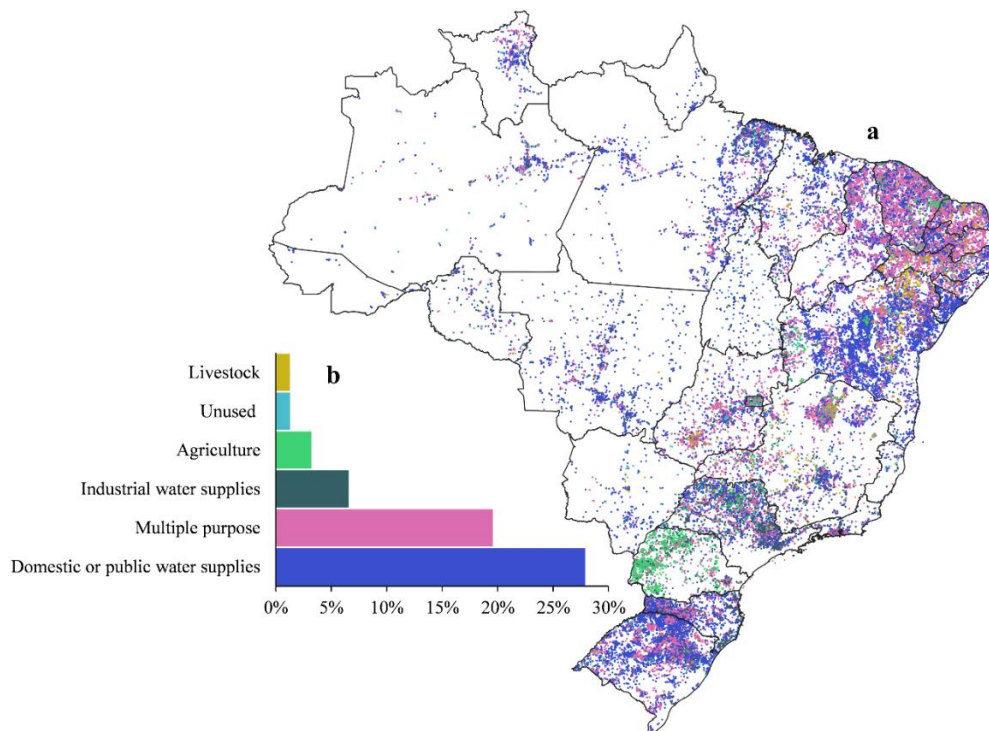 a
b
Livestock
Unused
Agriculture
Industrial water supplies
Multiple purpose
Domestic or public water supplies
0% 5% 10% 15% 20% 25% 30%